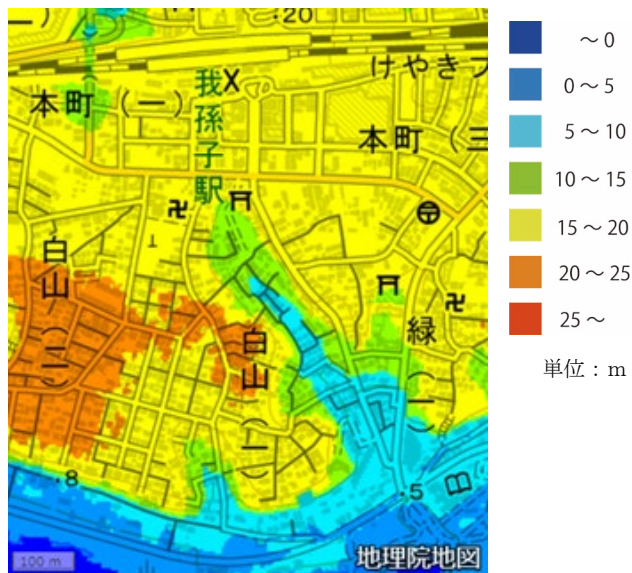 一)
・20
けやきプ
我孫子駅
本町(一)
本町(三
白山(二)
白山(一)
緑(一)
・8
・5
日
100 m
地理院地図
～0
0～5
5～10
10～15
15～20
20～25
25～
単位：m